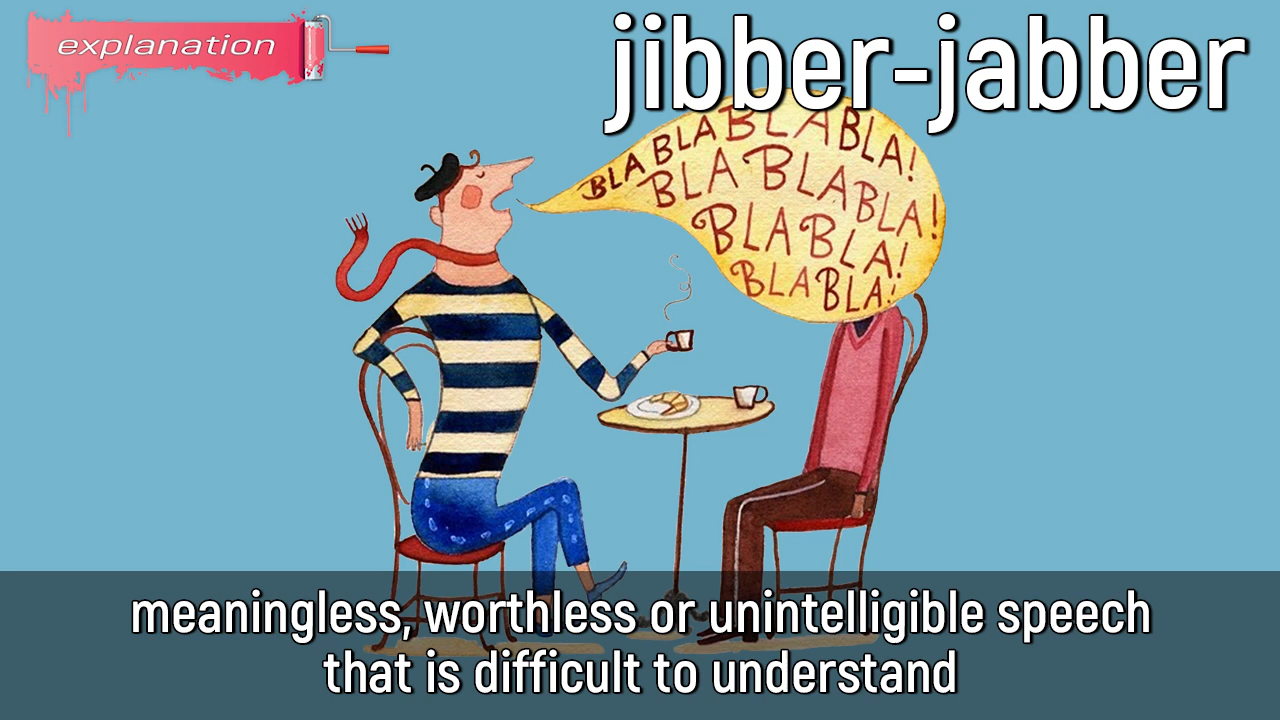 explanation
jibber-jabber
BLA BLA BLA BLA!
BLA BLA BLA!
BLA BLA!
BLA BLA!
meaningless, worthless or unintelligible speech
that is difficult to understand